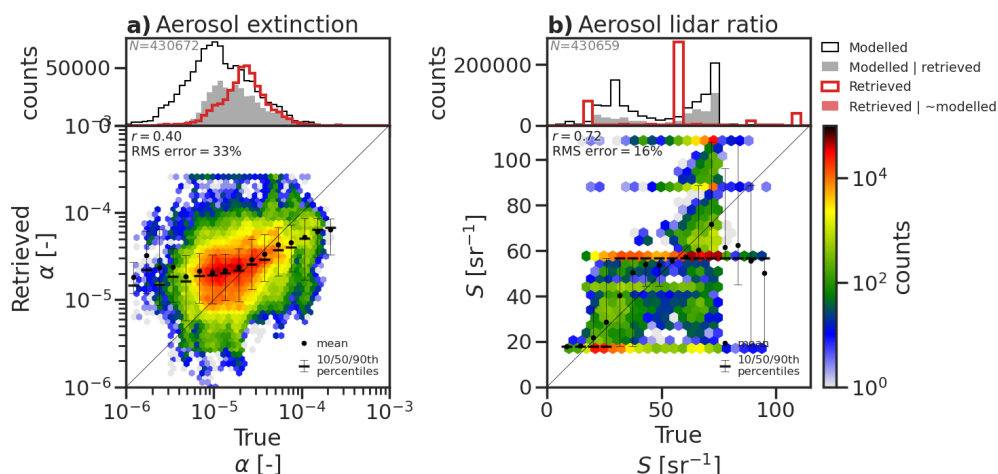 a) Aerosol extinction
N=430672
counts
50000
0
10⁻³
10⁻⁴
10⁻⁵
10⁻⁶
r = 0.40
RMS error = 33%
Retrieved
α [-]
mean
10/50/90th
percentiles
10⁻⁶ 10⁻⁵ 10⁻⁴ 10⁻³
True
α [-]
b) Aerosol lidar ratio
N=430659
counts
200000
0
r = 0.72
RMS error = 16%
100
80
60
40
20
0
S [sr⁻¹]
mean
10/50/90th
percentiles
0 50 100
True
S [sr⁻¹]
Modelled
Modelled | retrieved
Retrieved
Retrieved | ~modelled
10⁴
10²
10⁰
counts